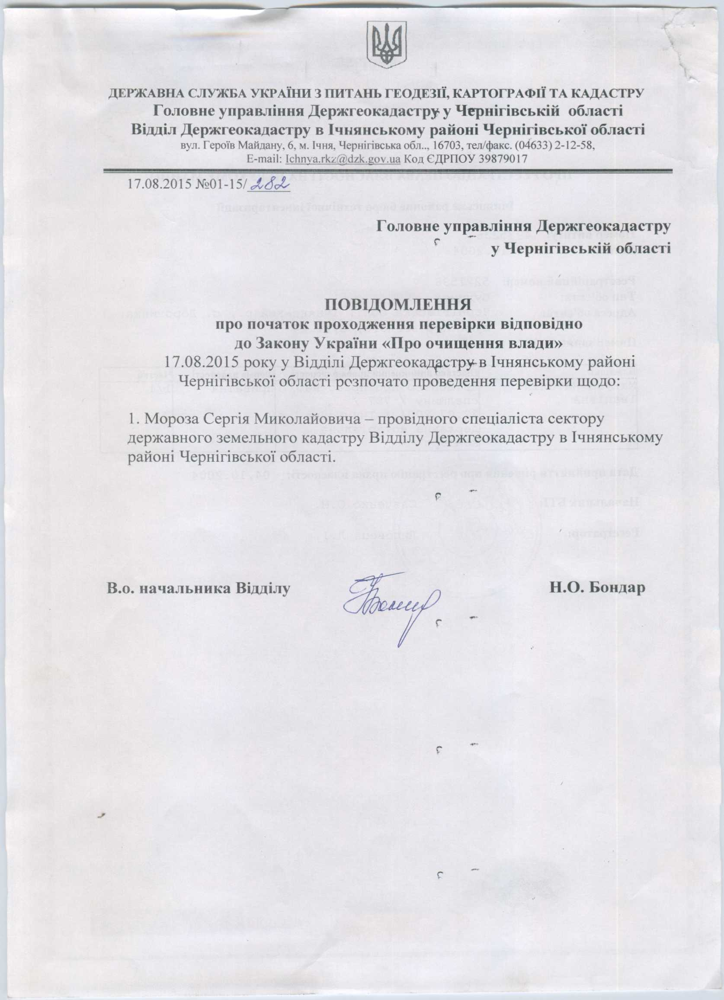 ДЕРЖАВНА СЛУЖБА УКРАЇНИ З ПИТАНЬ ГЕОДЕЗІЇ, КАРТОГРАФІЇ ТА КАДАСТРУ
Головне управління Держгеокадастру у Чернігівській області
Відділ Держгеокадастру в Ічнянському районі Чернігівської області
вул. Героїв Майдану, 6, м. Ічня, Чернігівська обл.., 16703, тел/факс. (04633) 2-12-58,
E-mail: Ichnya.rkz@dzk.gov.ua Код ЄДРПОУ 39879017
17.08.2015 №01-15/ 282
Головне управління Держгеокадастру
у Чернігівській області
ПОВІДОМЛЕННЯ
про початок проходження перевірки відповідно
до Закону України «Про очищення влади»
17.08.2015 року у Відділі Держгеокадастру в Ічнянському районі
Чернігівської області розпочато проведення перевірки щодо:
1. Мороза Сергія Миколайовича – провідного спеціаліста сектору
державного земельного кадастру Відділу Держгеокадастру в Ічнянському
районі Чернігівської області.
В.о. начальника Відділу
Н.О. Бондар